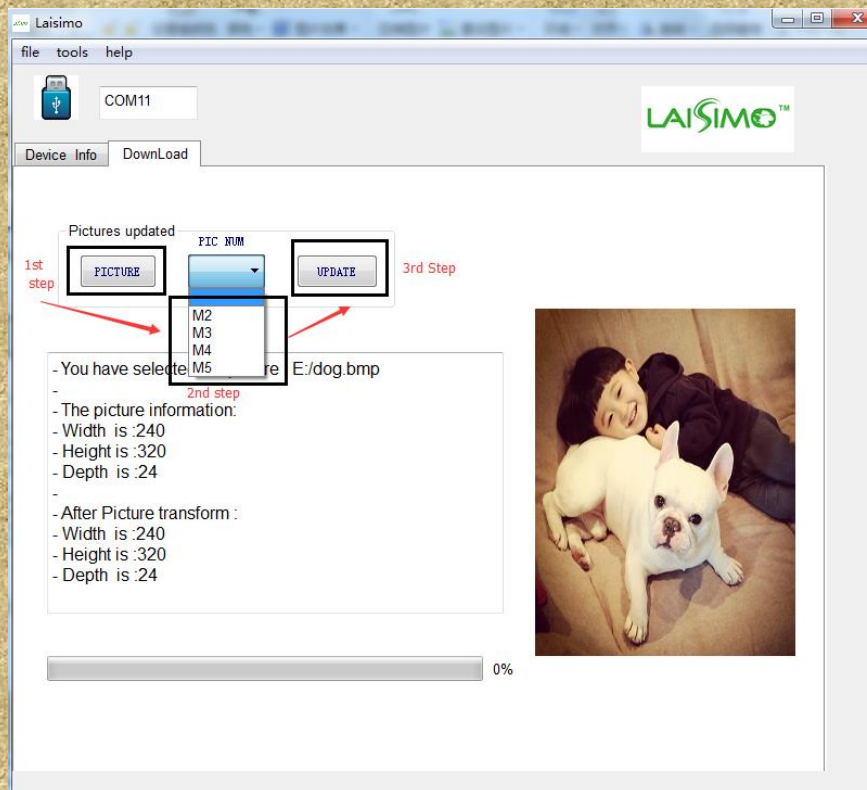 Laisimo
file tools help
COM11
LAISIMO™
Device Info DownLoad
Pictures updated
PIC NUM
1st step
PICTURE
UPDATE
3rd Step
M2
M3
M4
M5
- You have selecte re E:/dog.bmp
2nd step
-
- The picture information:
- Width is :240
- Height is :320
- Depth is :24
-
- After Picture transform :
- Width is :240
- Height is :320
- Depth is :24
0%